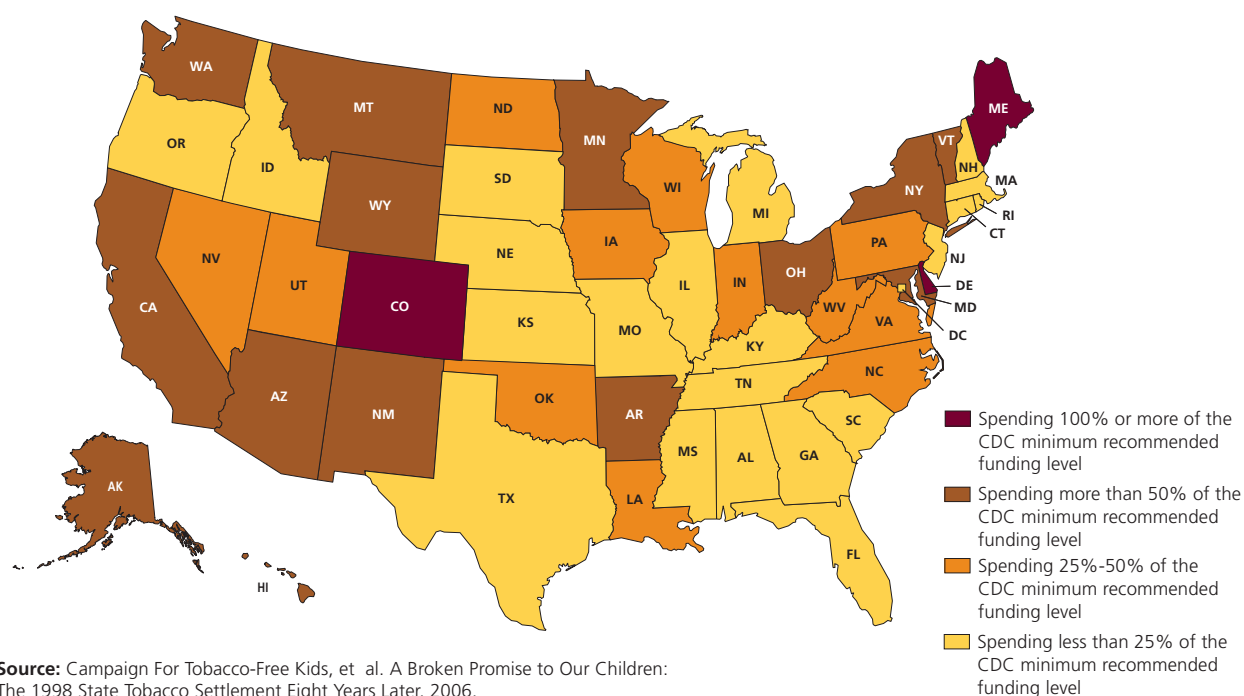 WA
MT
ND
MN
OR
ID
SD
WI
WY
MI
NY
VT
NH
ME
MA
RI
CT
NJ
PA
NE
IA
NV
UT
CO
KS
MO
IL
IN
OH
WV
VA
DE
MD
DC
CA
KY
NC
TN
AZ
NM
OK
AR
SC
MS
AL
GA
TX
LA
FL
AK
HI
Spending 100% or more of the
CDC minimum recommended
funding level
Spending more than 50% of the
CDC minimum recommended
funding level
Spending 25%-50% of the
CDC minimum recommended
funding level
Spending less than 25% of the
CDC minimum recommended
funding level
Source: Campaign For Tobacco-Free Kids, et al. A Broken Promise to Our Children:
The 1998 State Tobacco Settlement Eight Years Later, 2006.